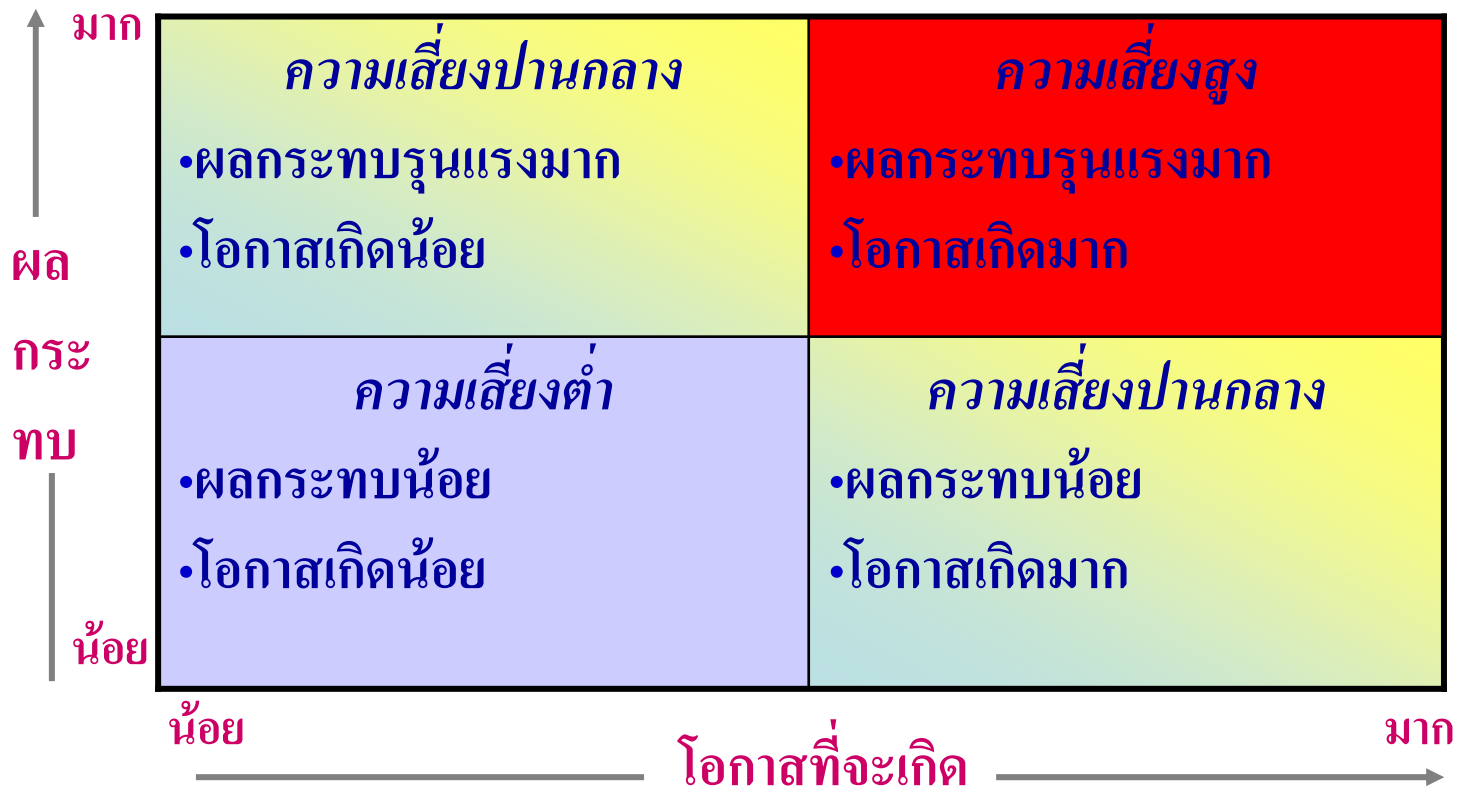 มาก
ความเสี่ยงปานกลาง
•ผลกระทบรุนแรงมาก
•โอกาสเกิดน้อย
ความเสี่ยงสูง
•ผลกระทบรุนแรงมาก
•โอกาสเกิดมาก
ผล
กระ
ทบ
ความเสี่ยงต่ำ
•ผลกระทบน้อย
•โอกาสเกิดน้อย
ความเสี่ยงปานกลาง
•ผลกระทบน้อย
•โอกาสเกิดมาก
น้อย
น้อย
โอกาสที่จะเกิด
มาก